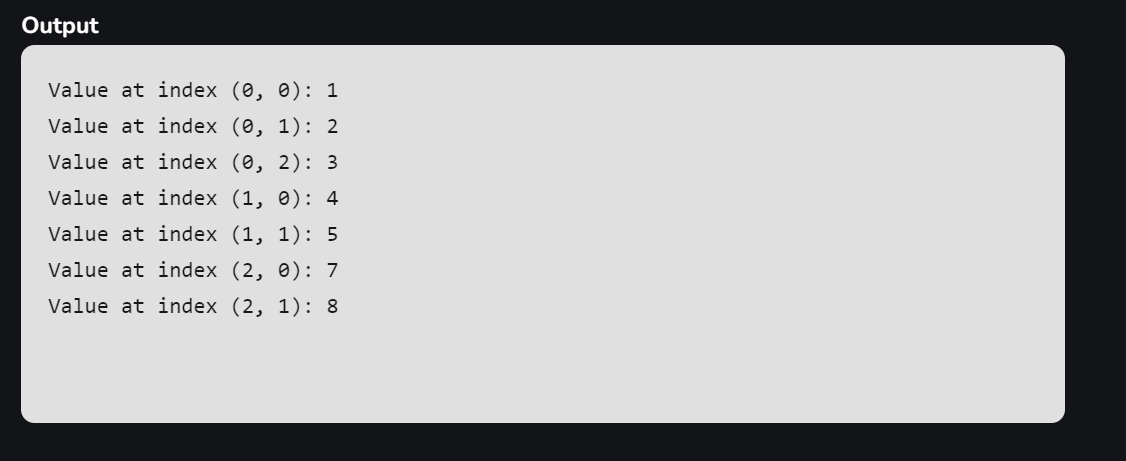 Output
Value at index (0, 0): 1
Value at index (0, 1): 2
Value at index (0, 2): 3
Value at index (1, 0): 4
Value at index (1, 1): 5
Value at index (2, 0): 7
Value at index (2, 1): 8